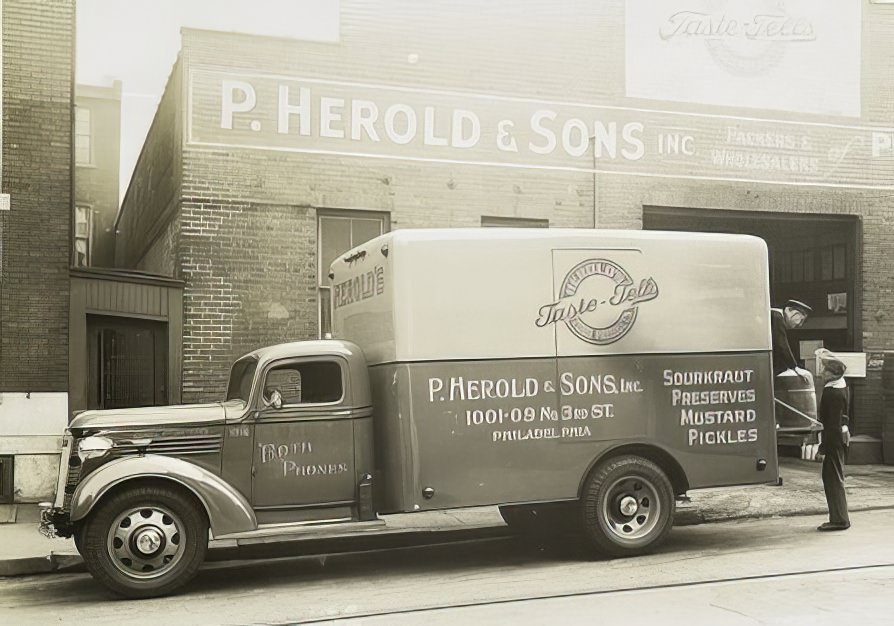 Taste-Tells
P. HEROLD & SONS INC.
PACKERS &
WHOLESALERS
HEROLD'S
Taste-Tells
P. HEROLD & SONS, INC.
1001-09 No 3RD ST.
PHILADELPHIA
SOURKRAUT
PRESERVES
MUSTARD
PICKLES
BOTH
PHONES